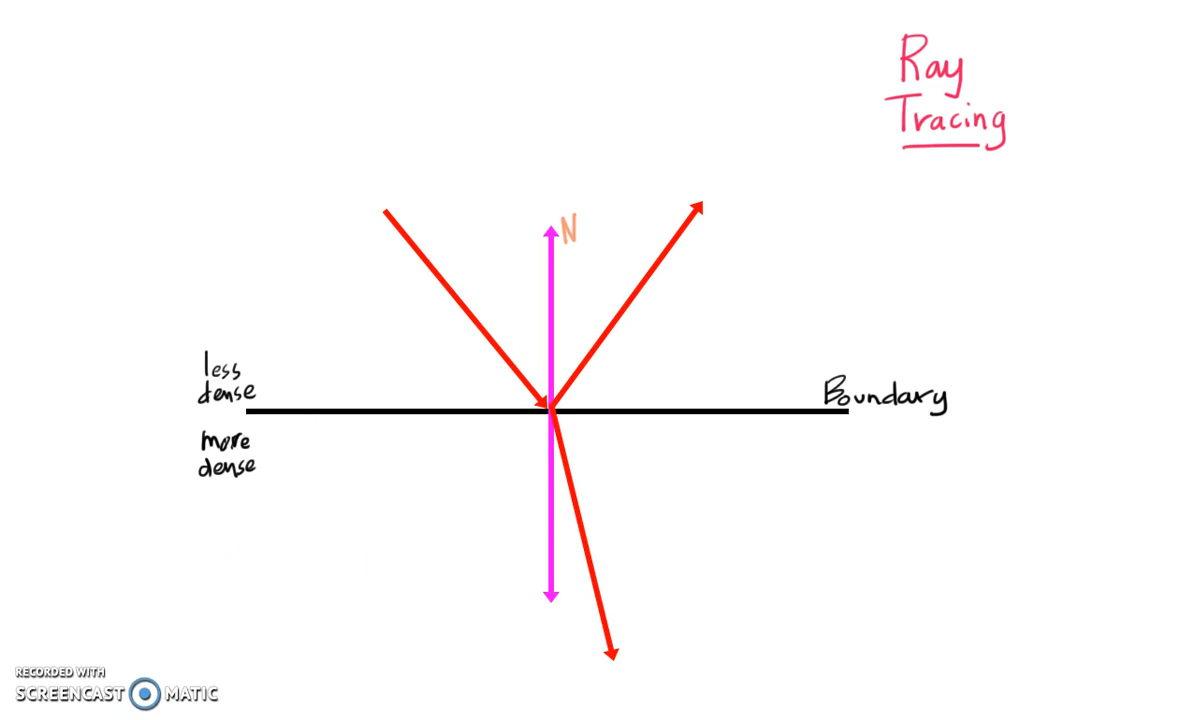 Ray
Tracing
N
less
dense
Boundary
more
dense
RECORDED WITH
SCREENCAST MATIC